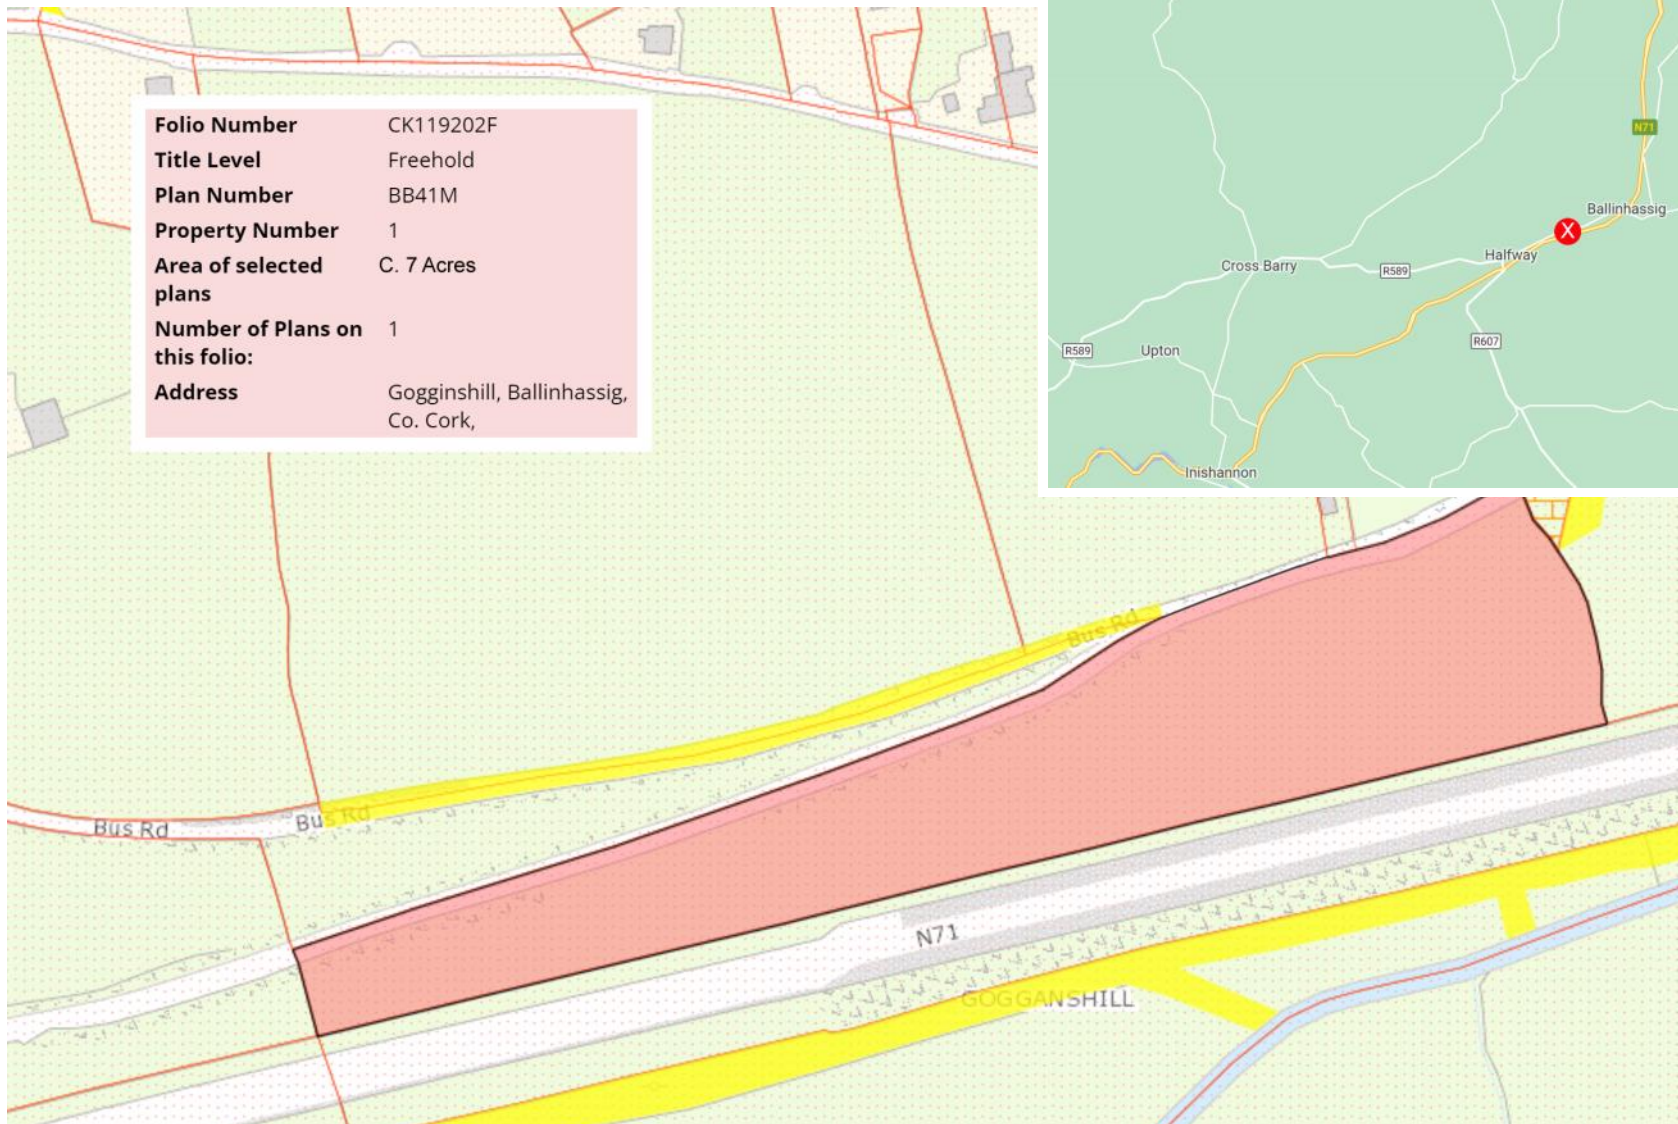 Folio Number CK119202F
Title Level Freehold
Plan Number BB41M
Property Number 1
Area of selected C. 7 Acres
plans
Number of Plans on 1
this folio:
Address Gogginshill, Ballinhassig,
Co. Cork,
N71
Ballinhassig
X
Halfway
Cross Barry
R589
R607
R589
Upton
Inishannon
Bus Rd
Bus Rd
Bus Rd
N71
GOGGANSHILL